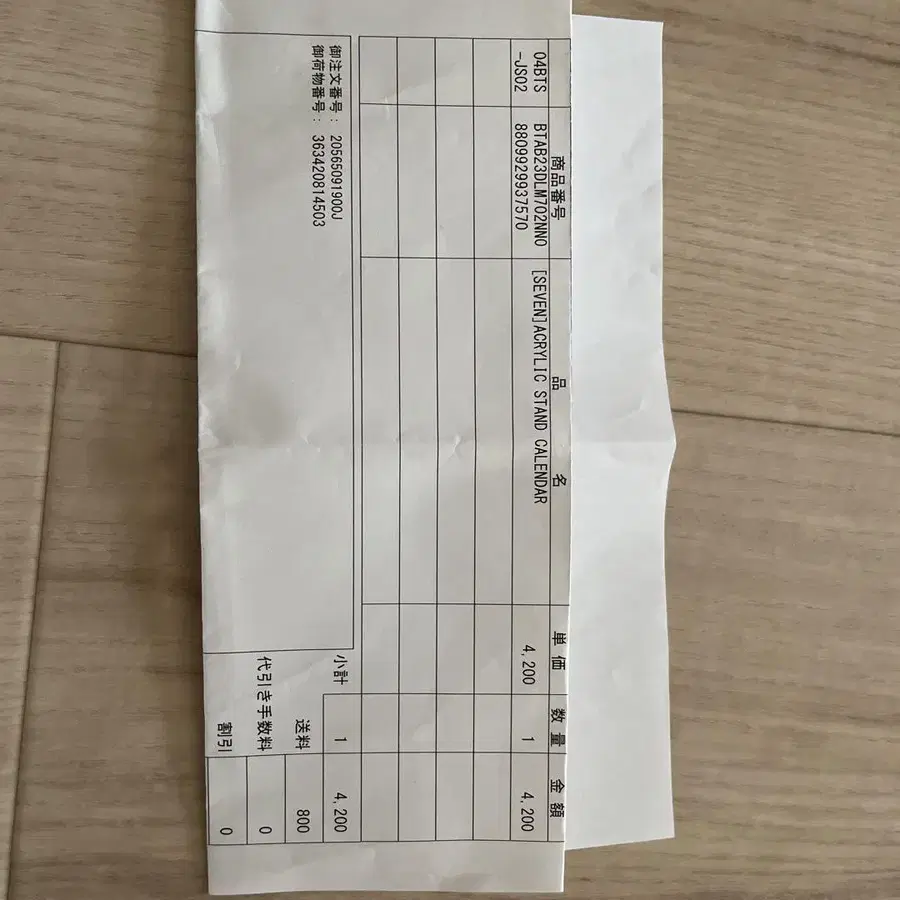 商品番号 品名 単価 数量 金額
04BTS BTAB23DLM702NNO [SEVEN]ACRYLIC STAND CALENDAR 4,200 1 4,200
-JS02 8809929937570
小計 1 4,200
御注文番号: 20565091900J
御荷物番号: 363420814503
送料 800
代引き手数料 0
割引 0